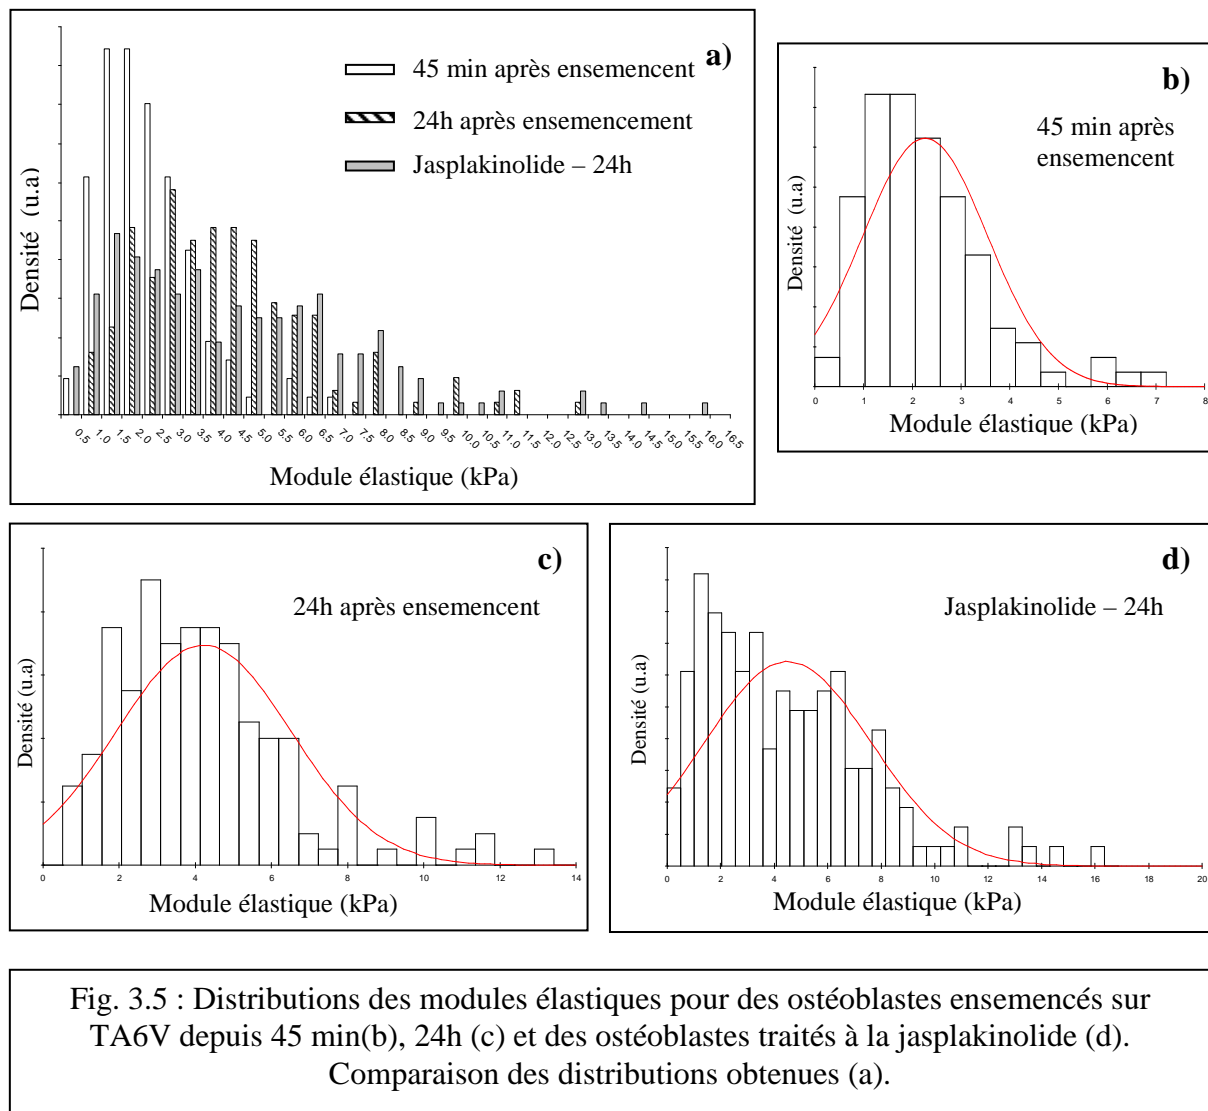 a)
45 min après ensemencent
24h après ensemencement
Jasplakinolide – 24h
Densité (u.a)
0.5 1.0 1.5 2.0 2.5 3.0 3.5 4.0 4.5 5.0 5.5 6.0 6.5 7.0 7.5 8.0 8.5 9.0 9.5 10.0 10.5 11.0 11.5 12.0 12.5 13.0 13.5 14.0 14.5 15.0 15.5 16.0 16.5
Module élastique (kPa)
b)
45 min après
ensemencent
Densité (u.a)
0 1 2 3 4 5 6 7 8
Module élastique (kPa)
c)
24h après ensemencent
Densité (u.a)
0 2 4 6 8 10 12 14
Module élastique (kPa)
d)
Jasplakinolide – 24h
Densité (u.a)
0 2 4 6 8 10 12 14 16 18 20
Module élastique (kPa)
Fig. 3.5 : Distributions des modules élastiques pour des ostéoblastes ensemencés sur
TA6V depuis 45 min(b), 24h (c) et des ostéoblastes traités à la jasplakinolide (d).
Comparaison des distributions obtenues (a).